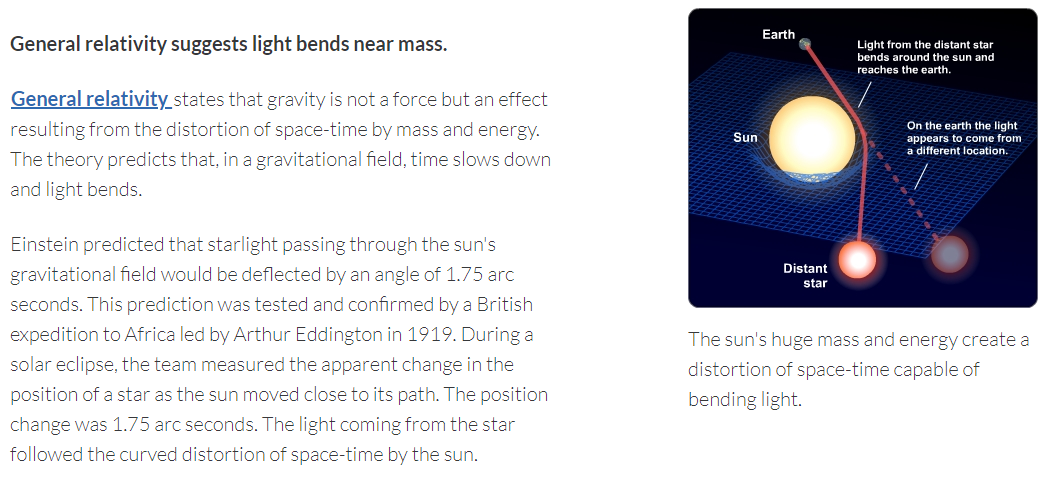 General relativity suggests light bends near mass.
General relativity states that gravity is not a force but an effect
resulting from the distortion of space-time by mass and energy.
The theory predicts that, in a gravitational field, time slows down
and light bends.
Einstein predicted that starlight passing through the sun's
gravitational field would be deflected by an angle of 1.75 arc
seconds. This prediction was tested and confirmed by a British
expedition to Africa led by Arthur Eddington in 1919. During a
solar eclipse, the team measured the apparent change in the
position of a star as the sun moved close to its path. The position
change was 1.75 arc seconds. The light coming from the star
followed the curved distortion of space-time by the sun.
Earth
Light from the distant star
bends around the sun and
reaches the earth.
Sun
On the earth the light
appears to come from
a different location.
Distant
star
The sun's huge mass and energy create a
distortion of space-time capable of
bending light.